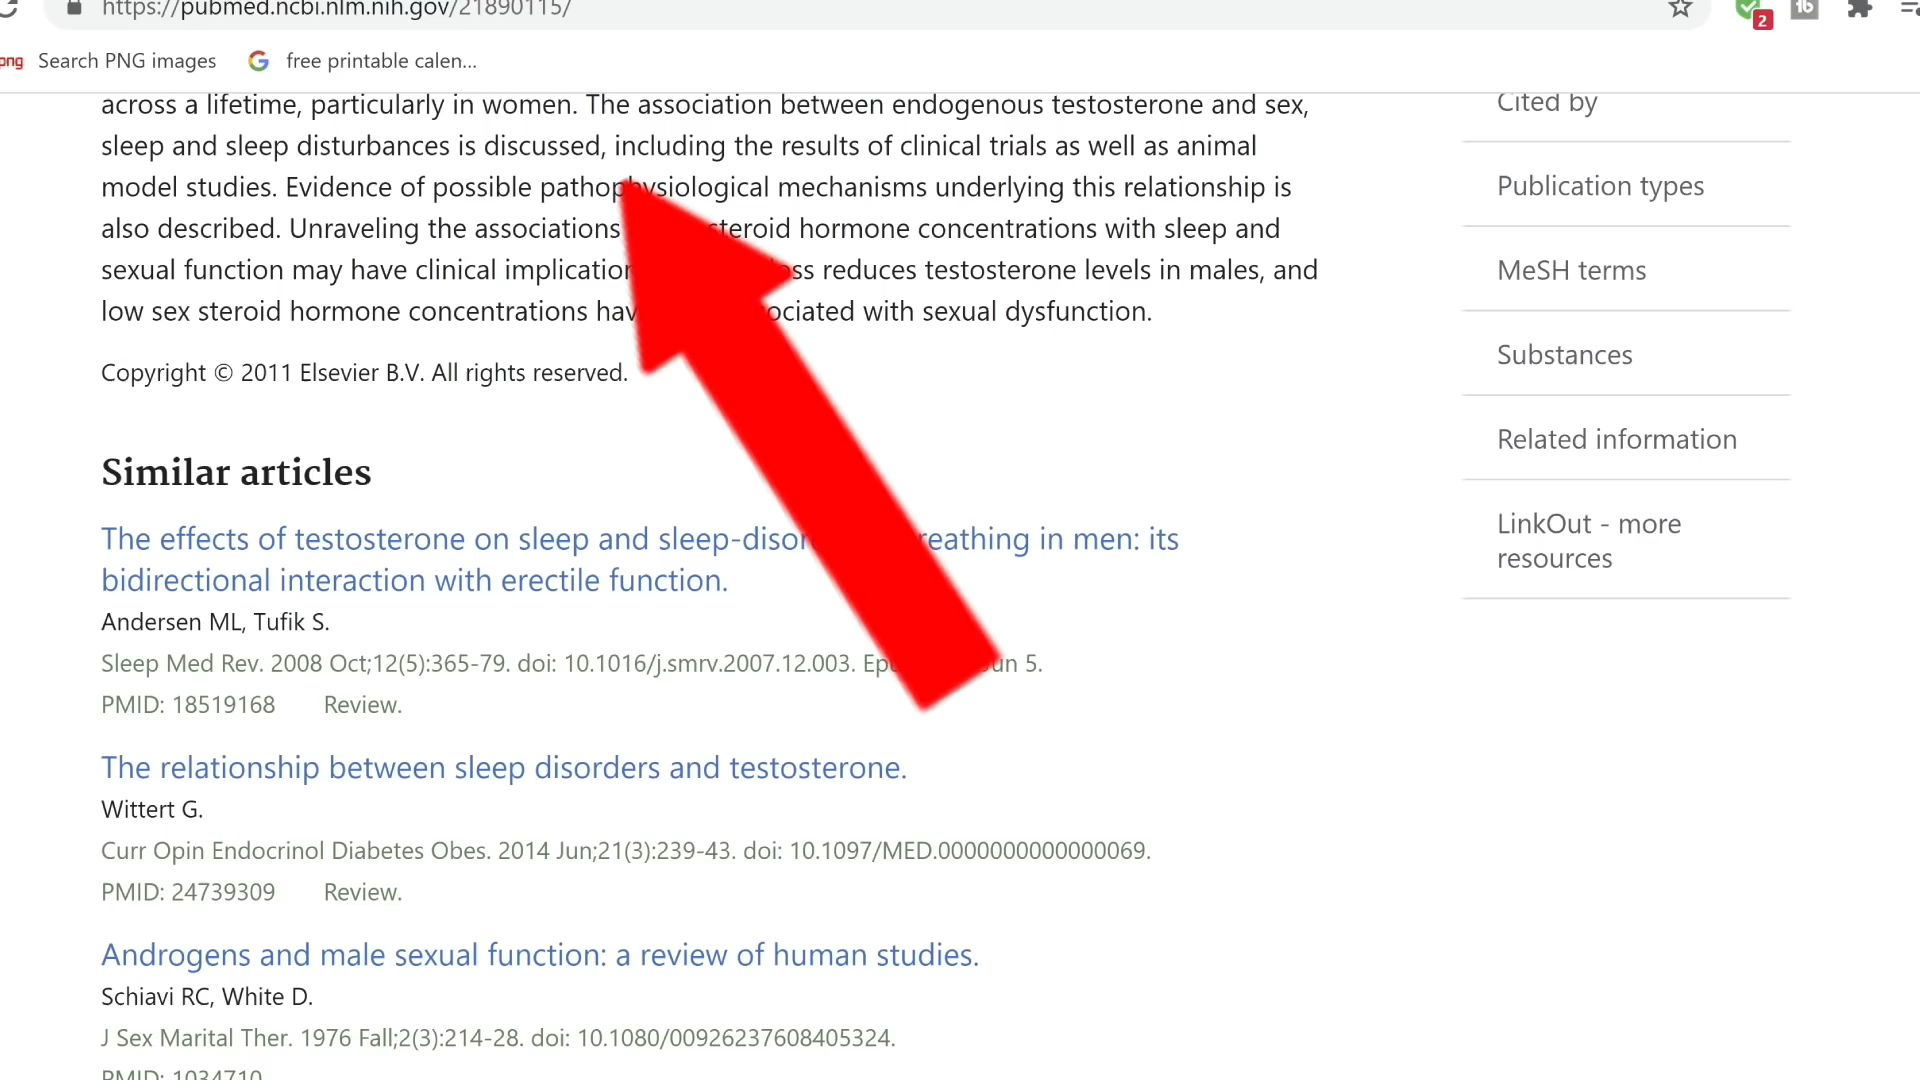 https://pubmed.ncbi.nlm.nih.gov/21890115/
2
png Search PNG images free printable calen...
across a lifetime, particularly in women. The association between endogenous testosterone and sex,
sleep and sleep disturbances is discussed, including the results of clinical trials as well as animal
model studies. Evidence of possible pathophysiological mechanisms underlying this relationship is
also described. Unraveling the associations steroid hormone concentrations with sleep and
sexual function may have clinical reduces testosterone levels in males, and
low sex steroid hormone concentrations with sexual dysfunction.
Copyright © 2011 Elsevier B.V. All rights reserved.
Similar articles
The effects of testosterone on sleep and in men: its
bidirectional interaction with erectile function.
Andersen ML, Tufik S.
Sleep Med Rev. 2008 Oct;12(5):365-79. doi: 10.1016/j.smrv.2007.12.003. 5.
PMID: 18519168 Review.
The relationship between sleep disorders and testosterone.
Wittert G.
Curr Opin Endocrinol Diabetes Obes. 2014 Jun;21(3):239-43. doi: 10.1097/MED.0000000000000069.
PMID: 24739309 Review.
Androgens and male sexual function: a review of human studies.
Schiavi RC, White D.
J Sex Marital Ther. 1976 Fall;2(3):214-28. doi: 10.1080/00926237608405324.
PMID: 1034710
Cited by
Publication types
MeSH terms
Substances
Related information
LinkOut - more
resources